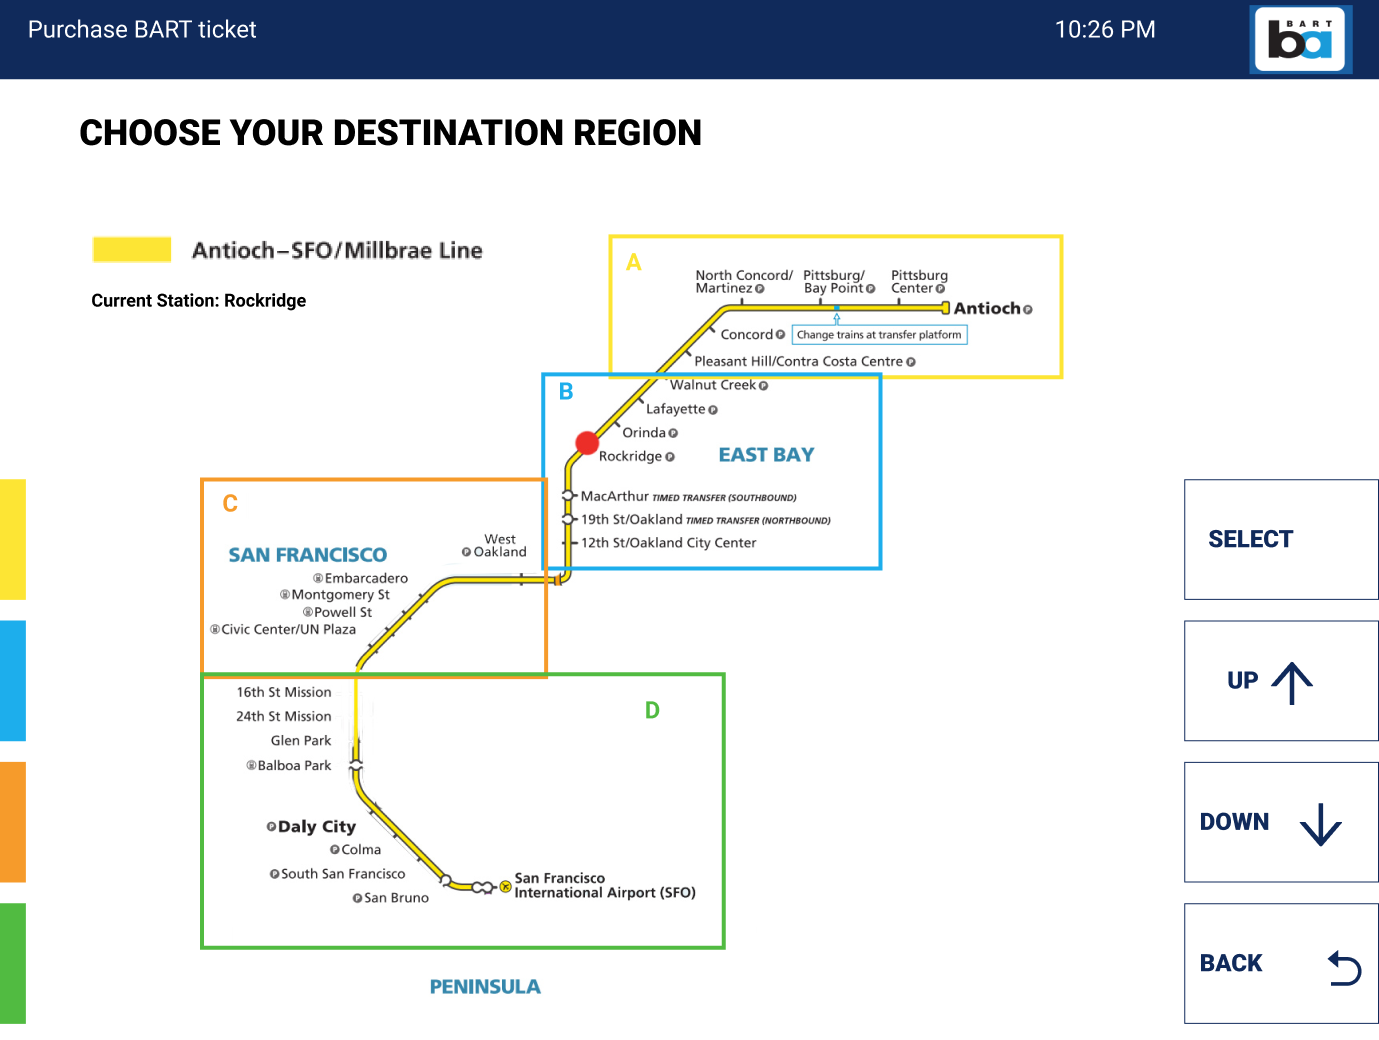 Purchase BART ticket
10:26 PM
BART
ba
CHOOSE YOUR DESTINATION REGION
Antioch–SFO/Millbrae Line
Current Station: Rockridge
A
North Concord/
Martinez P
Pittsburg/
Bay Point P
Pittsburg
Center P
Antioch P
Concord P
Change trains at transfer platform
Pleasant Hill/Contra Costa Centre P
B
Walnut Creek P
Lafayette P
Orinda P
Rockridge P
EAST BAY
MacArthur TIMED TRANSFER (SOUTHBOUND)
19th St/Oakland TIMED TRANSFER (NORTHBOUND)
12th St/Oakland City Center
C
SAN FRANCISCO
West
P Oakland
Embarcadero
Montgomery St
Powell St
Civic Center/UN Plaza
D
16th St Mission
24th St Mission
Glen Park
Balboa Park
P Daly City
P Colma
P South San Francisco
P San Bruno
San Francisco
International Airport (SFO)
PENINSULA
SELECT
UP
DOWN
BACK